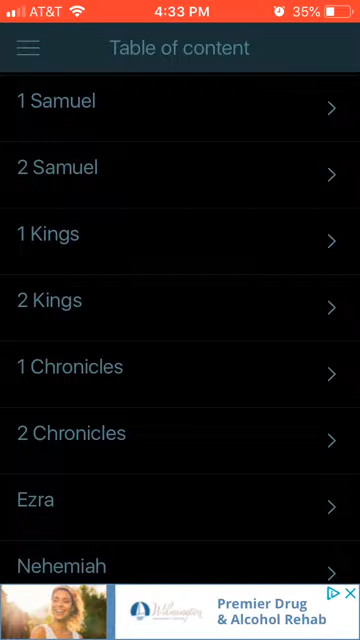 AT&T 4:33 PM 35%
Table of content
1 Samuel
2 Samuel
1 Kings
2 Kings
1 Chronicles
2 Chronicles
Ezra
Nehemiah
Wilmington
Premier Drug
& Alcohol Rehab